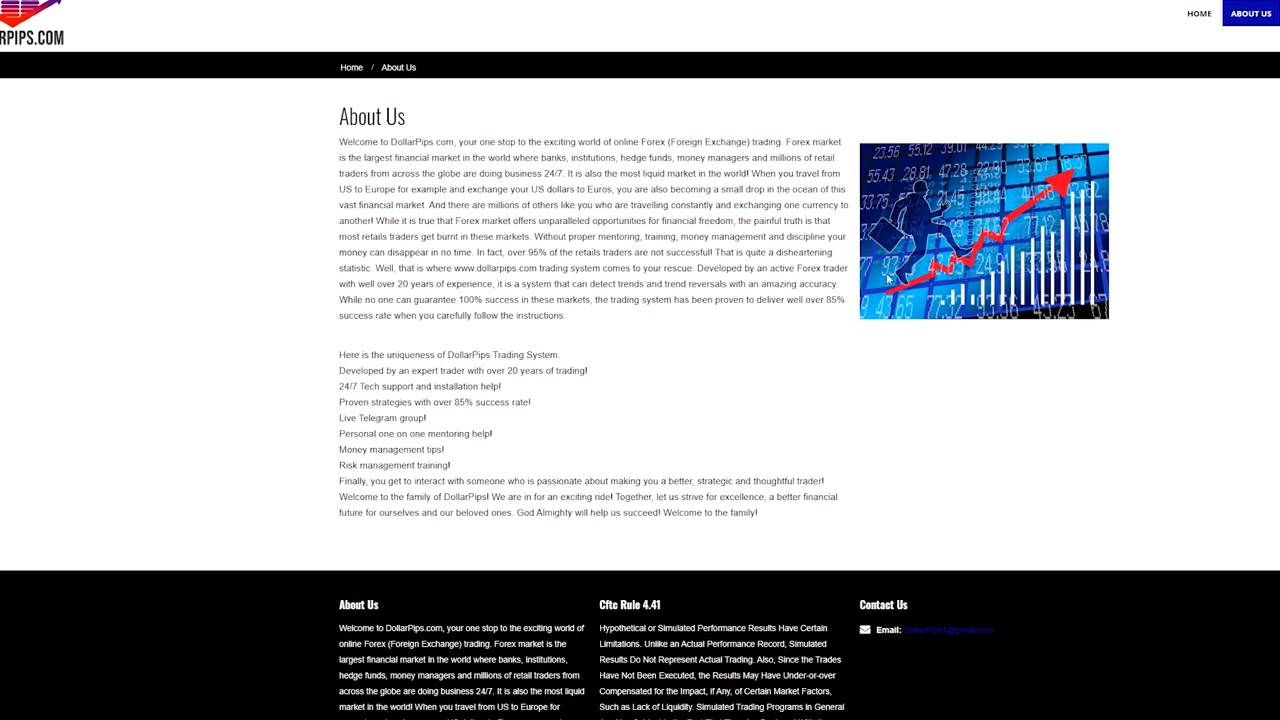 RPIPS.COM
HOME
ABOUT US
Home / About Us
About Us
Welcome to DollarPips.com, your one stop to the exciting world of online Forex (Foreign Exchange) trading. Forex market
is the largest financial market in the world where banks, institutions, hedge funds, money managers and millions of retail
traders from across the globe are doing business 24/7. It is also the most liquid market in the world! When you travel from
US to Europe for example and exchange your US dollars to Euros, you are also becoming a small drop in the ocean of this
vast financial market. And there are millions of others like you who are travelling constantly and exchanging one currency to
another! While it is true that Forex market offers unparalleled opportunities for financial freedom, the painful truth is that
most retails traders get burnt in these markets. Without proper mentoring, training, money management and discipline your
money can disappear in no time. In fact, over 95% of the retails traders are not successful! That is quite a disheartening
statistic. Well, that is where www.dollarpips.com trading system comes to your rescue. Developed by an active Forex trader
with well over 20 years of experience, it is a system that can detect trends and trend reversals with an amazing accuracy.
While no one can guarantee 100% success in these markets, the trading system has been proven to deliver well over 85%
success rate when you carefully follow the instructions.
Here is the uniqueness of DollarPips Trading System.
Developed by an expert trader with over 20 years of trading!
24/7 Tech support and installation help!
Proven strategies with over 85% success rate!
Live Telegram group!
Personal one on one mentoring help!
Money management tips!
Risk management training!
Finally, you get to interact with someone who is passionate about making you a better, strategic and thoughtful trader!
Welcome to the family of DollarPips! We are in for an exciting ride! Together, let us strive for excellence, a better financial
future for ourselves and our beloved ones. God Almighty will help us succeed! Welcome to the family!
23.56 55.12 39.01
55.43 28.81
About Us
Welcome to DollarPips.com, your one stop to the exciting world of
online Forex (Foreign Exchange) trading. Forex market is the
largest financial market in the world where banks, institutions,
hedge funds, money managers and millions of retail traders from
across the globe are doing business 24/7. It is also the most liquid
market in the world! When you travel from US to Europe for
Cftc Rule 4.41
Hypothetical or Simulated Performance Results Have Certain
Limitations. Unlike an Actual Performance Record, Simulated
Results Do Not Represent Actual Trading. Also, Since the Trades
Have Not Been Executed, the Results May Have Under-or-over
Compensated for the Impact, if Any, of Certain Market Factors,
Such as Lack of Liquidity. Simulated Trading Programs in General
Contact Us
Email: DollarPips1@gmail.com